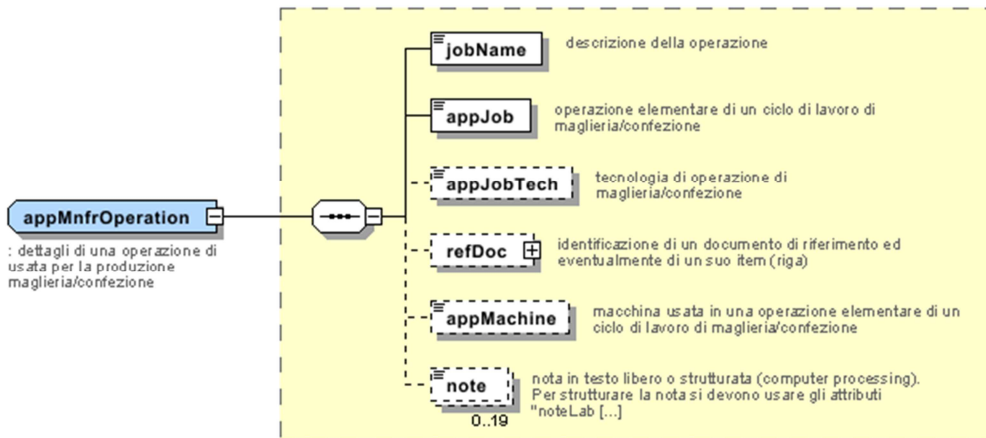 jobName
descrizione della operazione
appJob
operazione elementare di un ciclo di lavoro di
maglieria/confezione
appJobTech
tecnologia di operazione di
maglieria/confezione
appMnfrOperation
: dettagli di una operazione di
usata per la produzione
maglieria/confezione
refDoc
identificazione di un documento di riferimento ed
eventualmente di un suo item (riga)
appMachine
macchina usata in una operazione elementare di un
ciclo di lavoro di maglieria/confezione
note
nota in testo libero o strutturata (computer processing).
Per strutturare la nota si devono usare gli attributi
"noteLab [...]
0..19